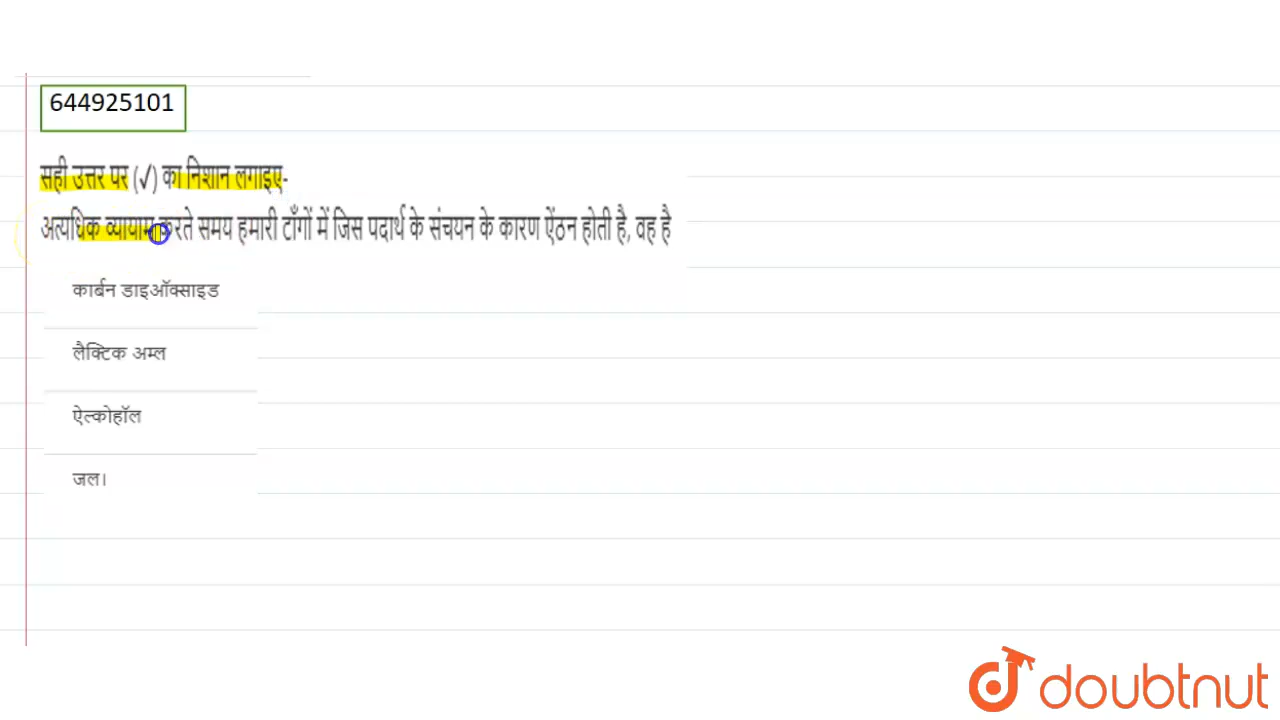 644925101
सही उत्तर पर (✓) का निशान लगाइए-
अत्यधिक व्यायाम करते समय हमारी टाँगों में जिस पदार्थ के संचयन के कारण ऐंठन होती है, वह है
कार्बन डाइऑक्साइड
लैक्टिक अम्ल
ऐल्कोहॉल
जल।
doubtnut